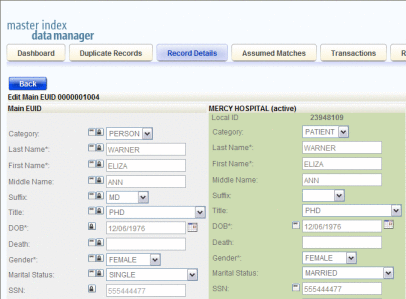 master index
data manager
Dashboard Duplicate Records Record Details Assumed Matches Transactions R
Back
Edit Main EUID 0000001004
Main EUID MERCY HOSPITAL (active)
Local ID 23948109
Category: PERSON Category: PATIENT
Last Name*: WARNER Last Name*: WARNER
First Name*: ELIZA First Name*: ELIZA
Middle Name: ANN Middle Name: ANN
Suffix: MD Suffix:
Title: PHD Title: PHD
DOB*: 12/06/1976 DOB*: 12/06/1976
Death: Death:
Gender*: FEMALE Gender*: FEMALE
Marital Status: SINGLE Marital Status: MARRIED
SSN: 555444477 SSN: 555444477